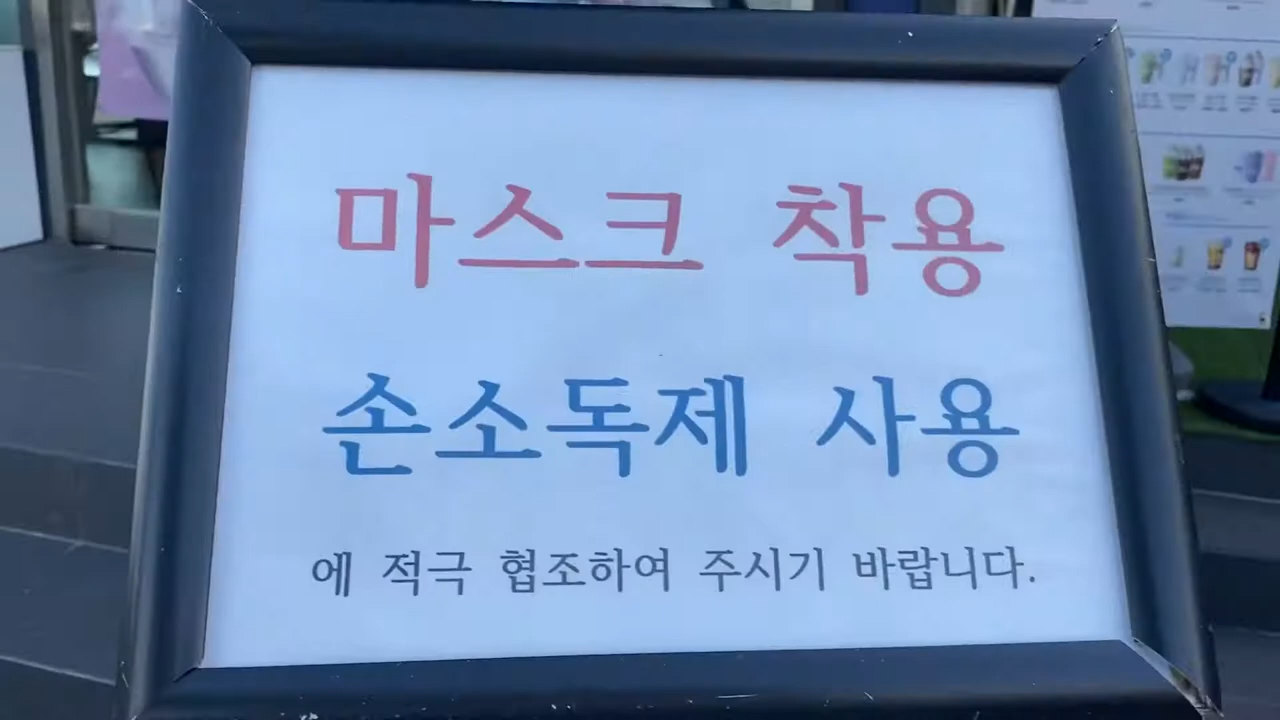 마스크 착용
손소독제 사용
에 적극 협조하여 주시기 바랍니다.